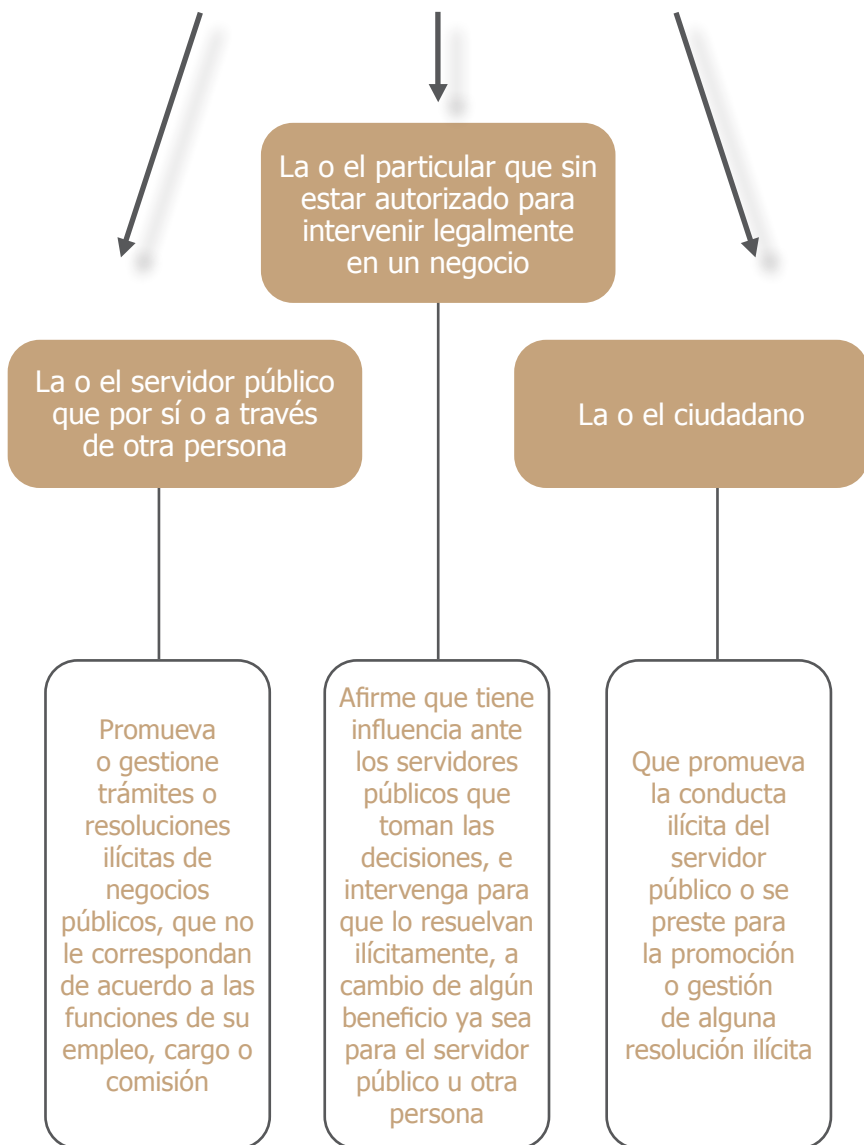 La o el particular que sin
estar autorizado para
intervenir legalmente
en un negocio
La o el servidor público
que por sí o a través
de otra persona
La o el ciudadano
Promueva
o gestione
trámites o
resoluciones
ilícitas de
negocios
públicos, que no
le correspondan
de acuerdo a las
funciones de su
empleo, cargo o
comisión
Afirme que tiene
influencia ante
los servidores
públicos que
toman las
decisiones, e
intervenga para
que lo resuelvan
ilícitamente, a
cambio de algún
beneficio ya sea
para el servidor
público u otra
persona
Que promueva
la conducta
ilícita del
servidor
público o se
preste para
la promoción
o gestión
de alguna
resolución ilícita